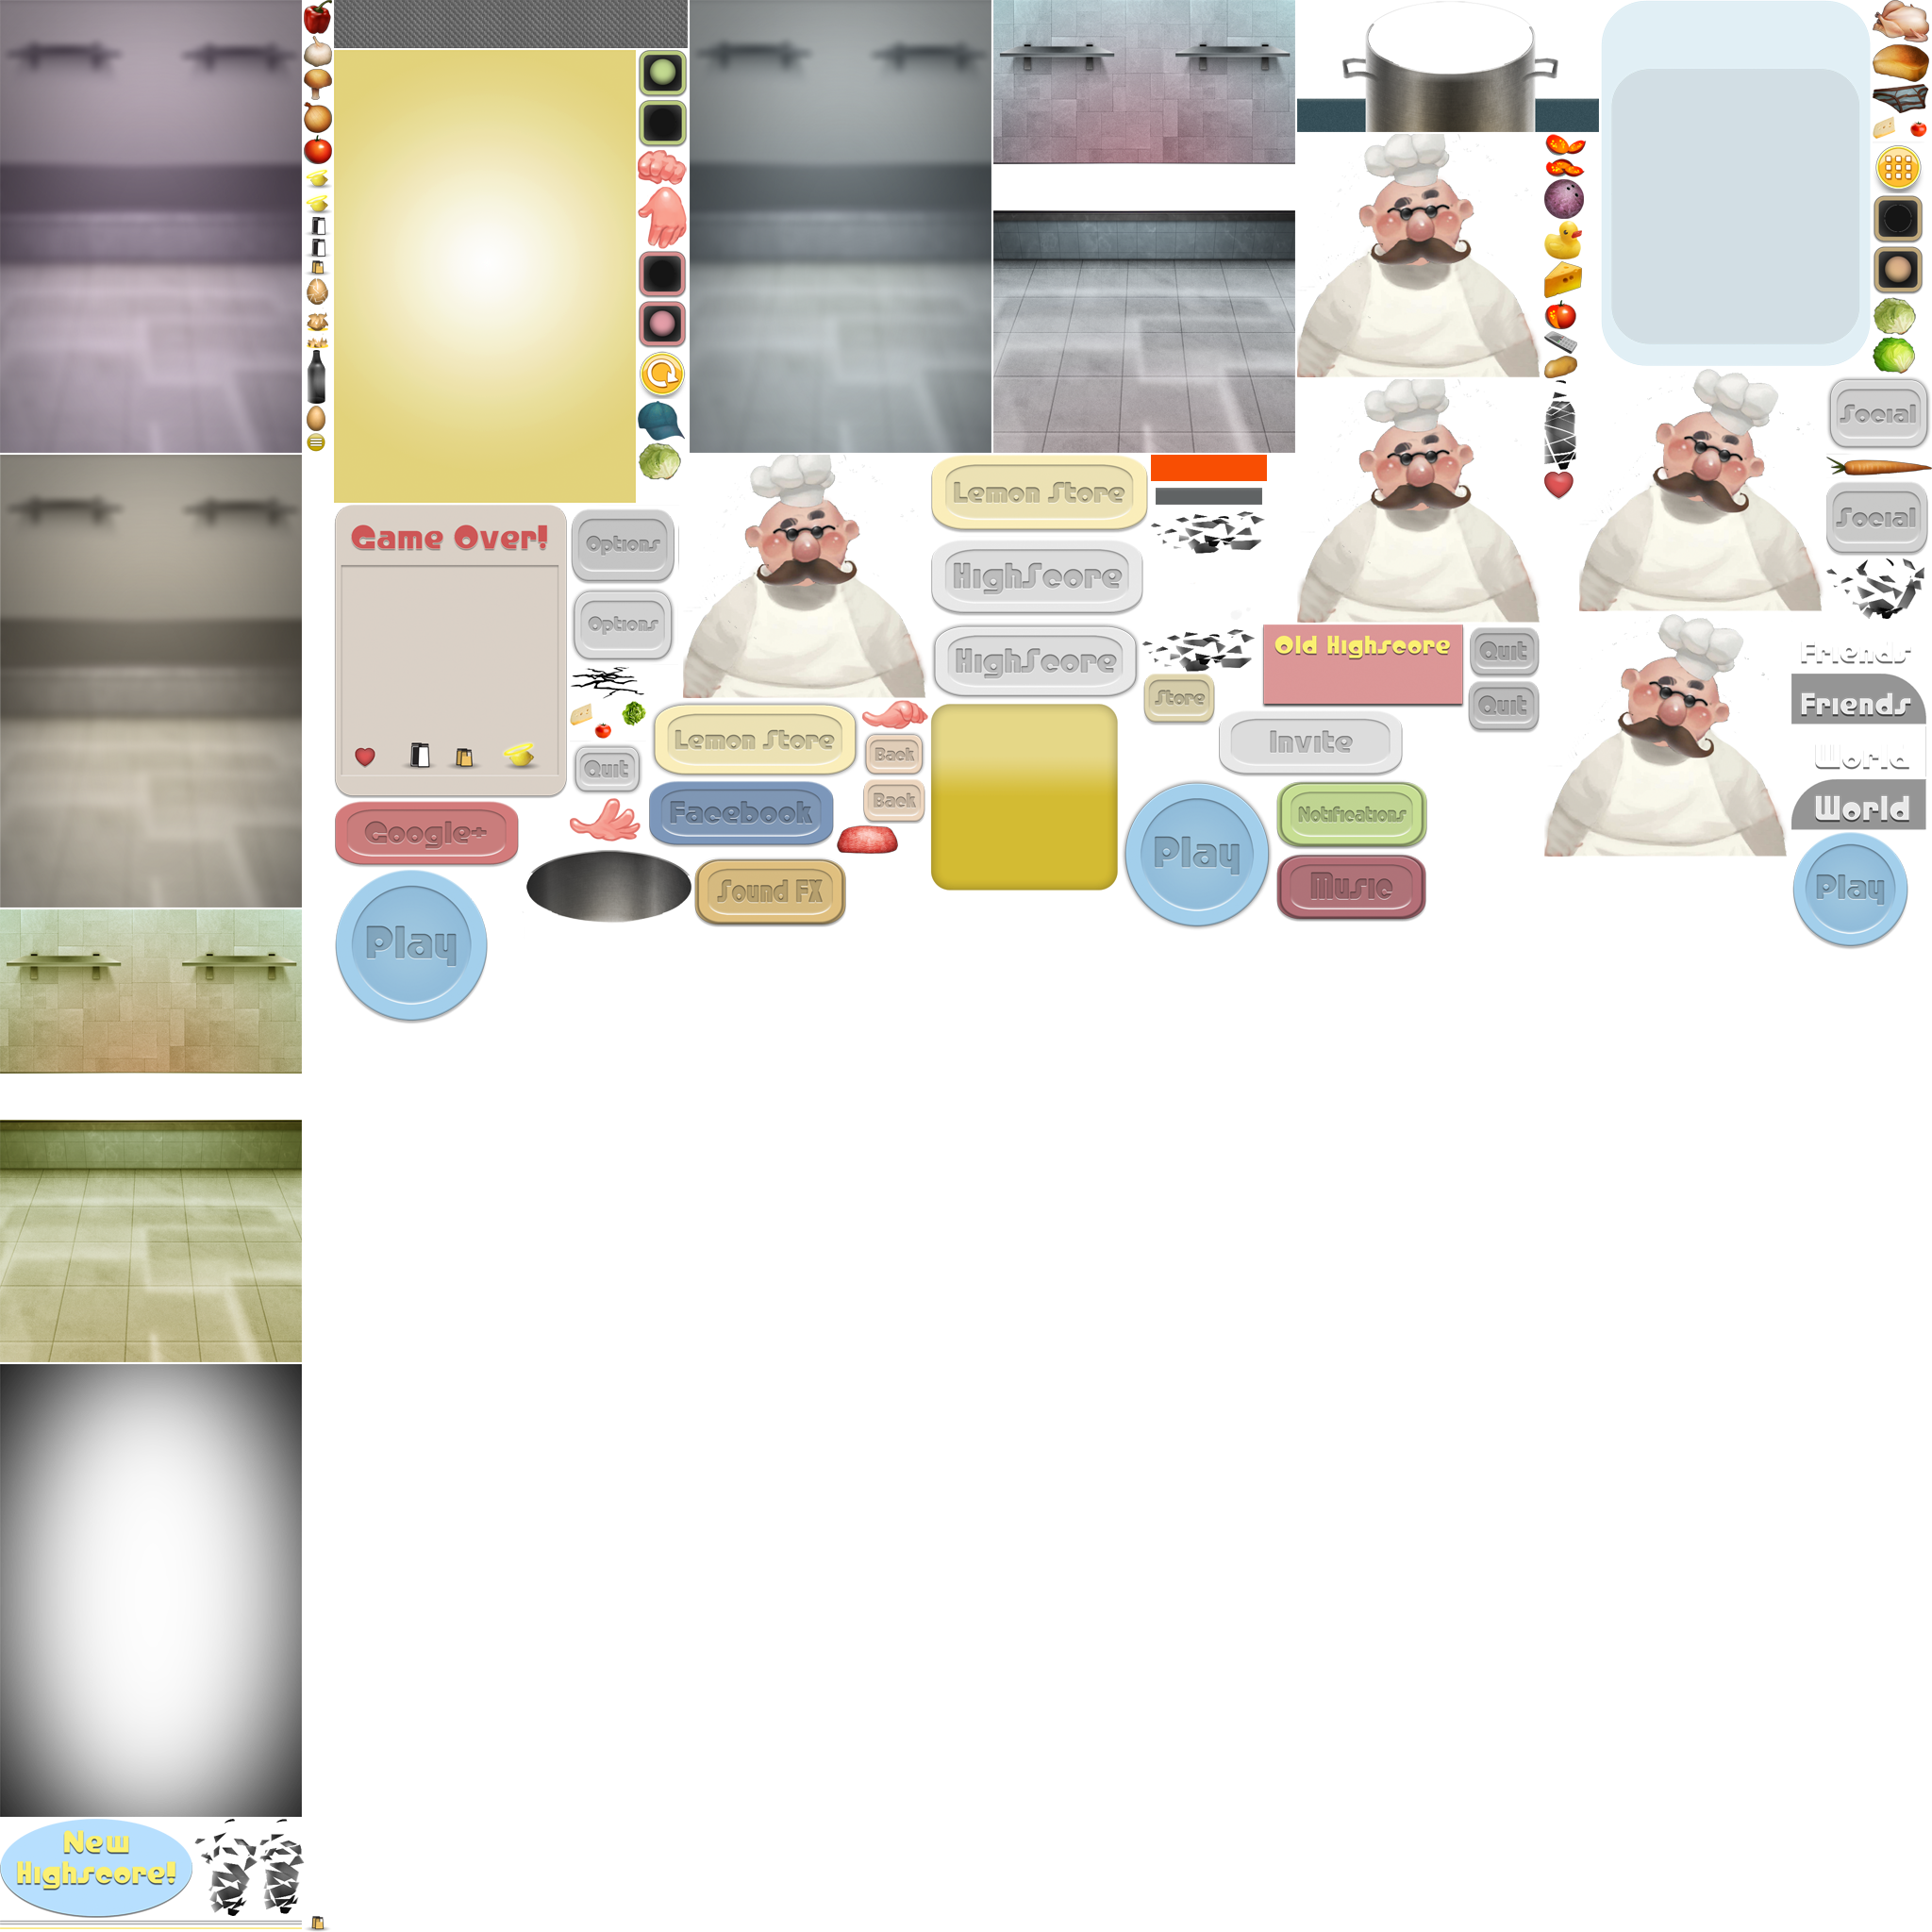 Social
Social
Game Over!
Options
Options
Lemon Store
HighScore
HighScore
Old Highscore
Quit
Quit
Friends
Friends
World
World
Store
Lemon Store
Back
Back
Quit
Invite
Google+
Facebook
Notifications
Play
Play
Play
Sound FX
Music
New
Highscore!